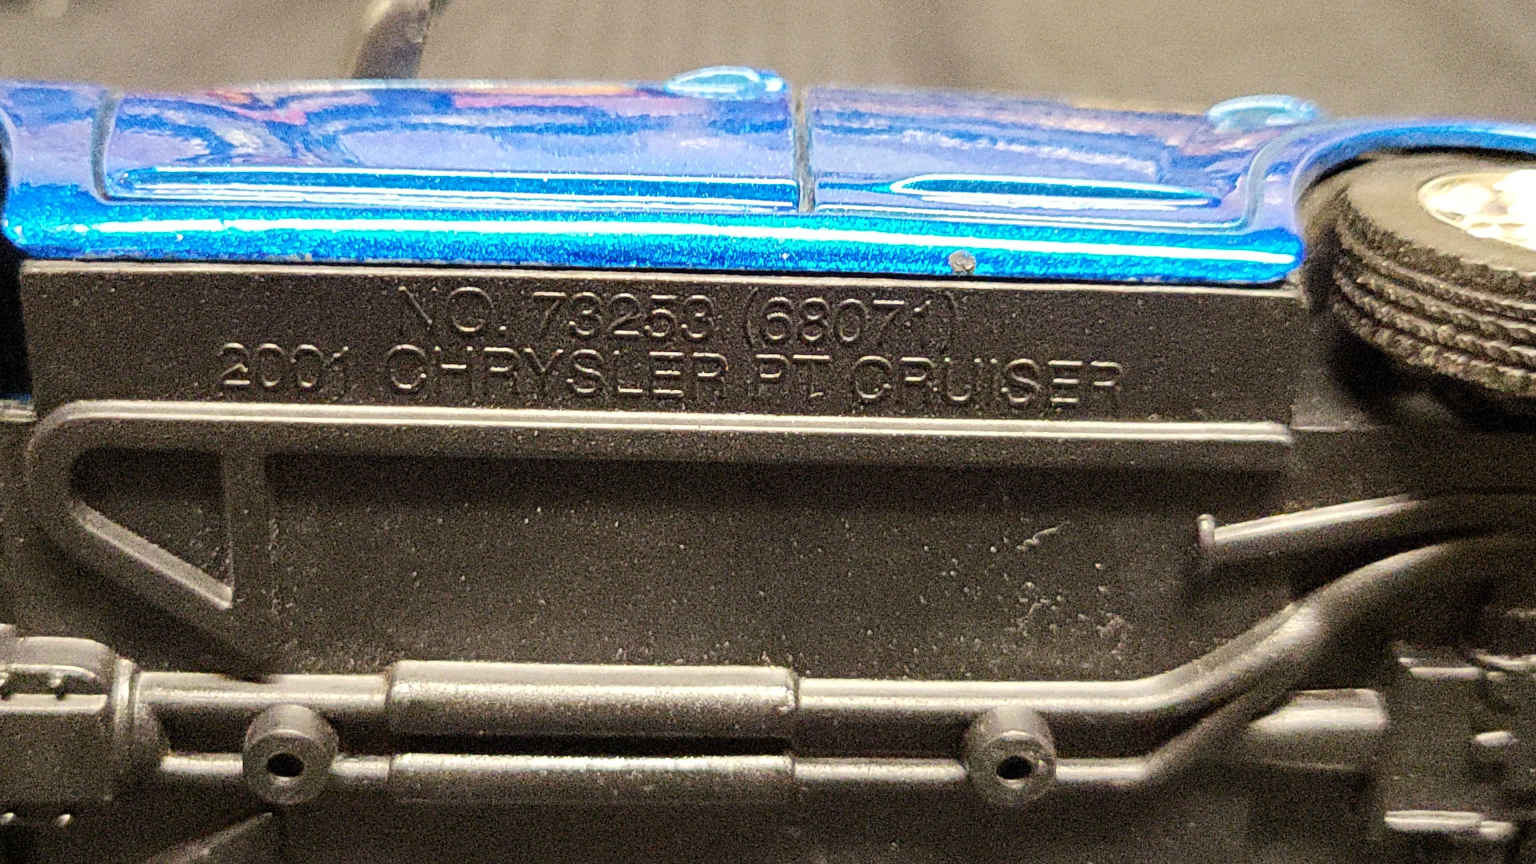 NO. 73253 (68071)
2001 CHRYSLER PT CRUISER